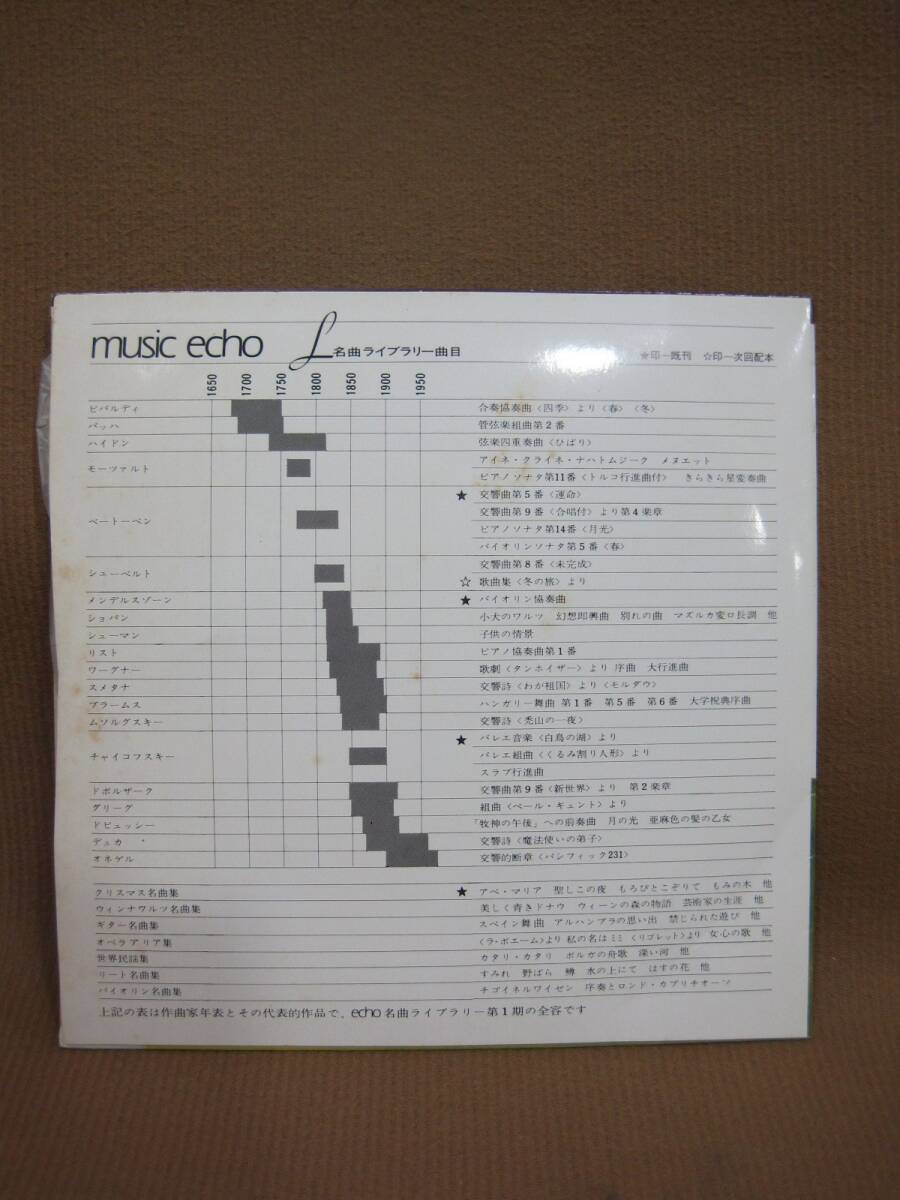 music echo L 名曲ライブラリー曲目 ★印一既刊 ☆印一次回配本
1650 1700 1750 1800 1850 1900 1950
ビバルディ 合奏協奏曲〈四季〉より〈春〉〈冬〉
バッハ 管弦楽組曲第2番
ハイドン 弦楽四重奏曲〈ひばり〉
モーツァルト アイネ・クライネ・ナハトムジーク メヌエット
ピアノソナタ第11番〈トルコ行進曲付〉 きらきら星変奏曲
ベートーベン ★ 交響曲第5番〈運命〉
交響曲第9番〈合唱付〉より第4楽章
ピアノソナタ第14番〈月光〉
バイオリンソナタ第5番〈春〉
シューベルト 交響曲第8番〈未完成〉
☆ 歌曲集〈冬の旅〉より
メンデルスゾーン ★ バイオリン協奏曲
ショパン 小犬のワルツ 幻想即興曲 別れの曲 マズルカ変ロ長調 他
シューマン 子供の情景
リスト ピアノ協奏曲第1番
ワーグナー 歌劇〈タンホイザー〉より 序曲 大行進曲
スメタナ 交響詩〈わが祖国〉より〈モルダウ〉
ブラームス ハンガリー舞曲 第1番 第5番 第6番 大学祝典序曲
ムソルグスキー 交響詩〈禿山の一夜〉
チャイコフスキー ★ バレエ音楽〈白鳥の湖〉より
バレエ組曲〈くるみ割り人形〉より
スラブ行進曲
ドボルザーク 交響曲第9番〈新世界〉より 第2楽章
グリーグ 組曲〈ペール・ギュント〉より
ドビュッシー 「牧神の午後」への前奏曲 月の光 亜麻色の髪の乙女
デュカ 交響詩〈魔法使いの弟子〉
オネゲル 交響的断章〈パシフィック231〉
クリスマス名曲集 ★ アベ・マリア 聖しこの夜 もろびとこぞりて もみの木 他
ウィンナワルツ名曲集 美しく青きドナウ ウィーンの森の物語 芸術家の生涯 他
ギター名曲集 スペイン舞曲 アルハンブラの思い出 禁じられた遊び 他
オペラアリア集 〈ラ・ボエーム〉より 私の名はミミ 〈リゴレット〉より 女心の歌 他
世界民謡集 カタリ・カタリ ボルガの舟歌 深い河 他
リート名曲集 すみれ 野ばら 鱒 水の上にて はすの花 他
バイオリン名曲集 チゴイネルワイゼン 序奏とロンド・カプリチオーソ
上記の表は作曲家年表とその代表的作品で、echo名曲ライブラリー第1期の全容です